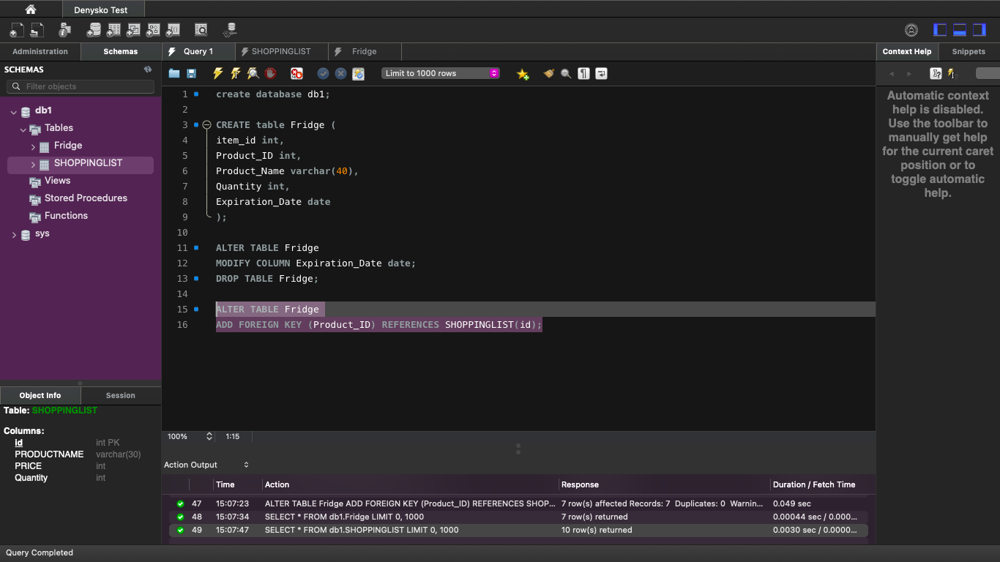 Denysko Test
Administration
Schemas
Query 1
SHOPPINGLIST
Fridge
Context Help
Snippets
SCHEMAS
Filter objects
db1
Tables
Fridge
SHOPPINGLIST
Views
Stored Procedures
Functions
sys
Limit to 1000 rows
1 create database db1;
2
3 CREATE table Fridge (
4 item_id int,
5 Product_ID int,
6 Product_Name varchar(40),
7 Quantity int,
8 Expiration_Date date
9 );
10
11 ALTER TABLE Fridge
12 MODIFY COLUMN Expiration_Date date;
13 DROP TABLE Fridge;
14
15 ALTER TABLE Fridge
16 ADD FOREIGN KEY (Product_ID) REFERENCES SHOPPINGLIST(id);
Automatic context
help is disabled.
Use the toolbar to
manually get help
for the current caret
position or to
toggle automatic
help.
Object Info
Session
Table: SHOPPINGLIST
Columns:
id int PK
PRODUCTNAME varchar(30)
PRICE int
Quantity int
100%
1:15
Action Output
Time Action Response Duration / Fetch Time
47 15:07:23 ALTER TABLE Fridge ADD FOREIGN KEY (Product_ID) REFERENCES SHOP... 7 row(s) affected Records: 7 Duplicates: 0 Warnin... 0.049 sec
48 15:07:34 SELECT * FROM db1.Fridge LIMIT 0, 1000 7 row(s) returned 0.00044 sec / 0.000...
49 15:07:47 SELECT * FROM db1.SHOPPINGLIST LIMIT 0, 1000 10 row(s) returned 0.0030 sec / 0.0000...
Query Completed